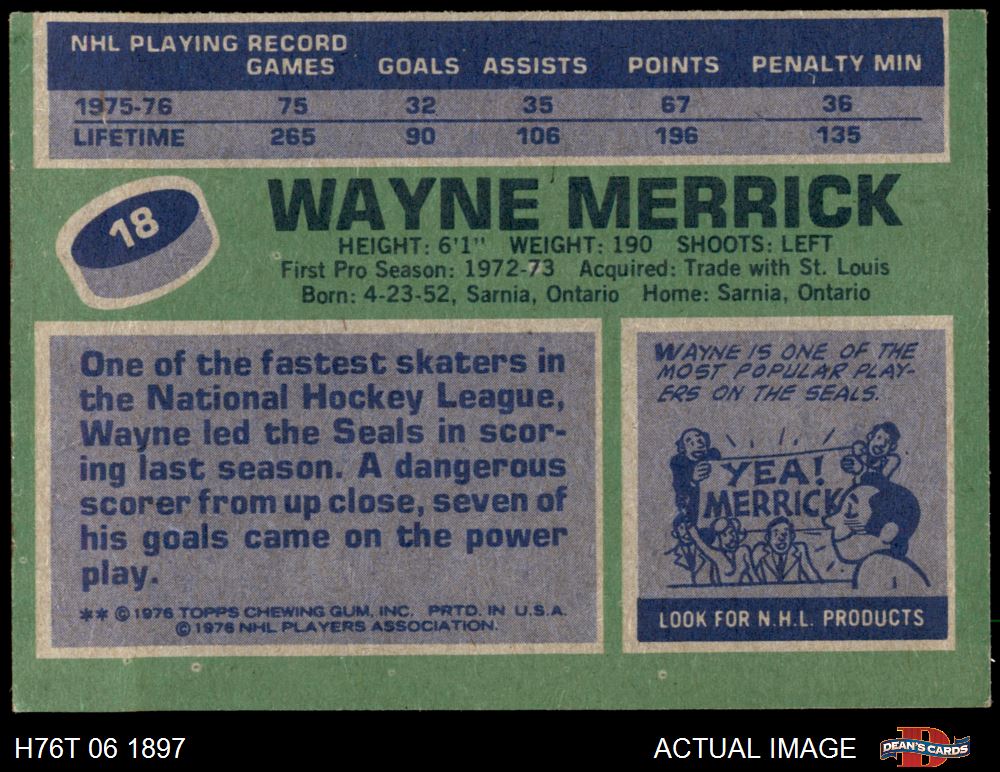 NHL PLAYING RECORD
GAMES GOALS ASSISTS POINTS PENALTY MIN
1975-76 75 32 35 67 36
LIFETIME 265 90 106 196 135
18
WAYNE MERRICK
HEIGHT: 6'1" WEIGHT: 190 SHOOTS: LEFT
First Pro Season: 1972-73 Acquired: Trade with St. Louis
Born: 4-23-52, Sarnia, Ontario Home: Sarnia, Ontario
One of the fastest skaters in
the National Hockey League,
Wayne led the Seals in scor-
ing last season. A dangerous
scorer from up close, seven of
his goals came on the power
play.
** © 1976 TOPPS CHEWING GUM, INC. PRTD. IN U.S.A.
© 1976 NHL PLAYERS ASSOCIATION.
WAYNE IS ONE OF THE
MOST POPULAR PLAY-
ERS ON THE SEALS.
YEA!
MERRICK
LOOK FOR N.H.L. PRODUCTS
H76T 06 1897
ACTUAL IMAGE
D
DEAN'S CARDS